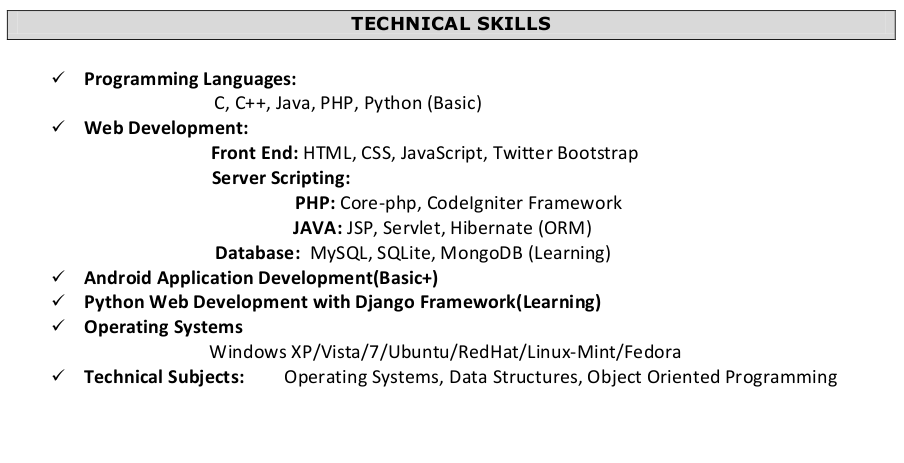 TECHNICAL SKILLS
✓ Programming Languages:
C, C++, Java, PHP, Python (Basic)
✓ Web Development:
Front End: HTML, CSS, JavaScript, Twitter Bootstrap
Server Scripting:
PHP: Core-php, CodeIgniter Framework
JAVA: JSP, Servlet, Hibernate (ORM)
Database: MySQL, SQLite, MongoDB (Learning)
✓ Android Application Development(Basic+)
✓ Python Web Development with Django Framework(Learning)
✓ Operating Systems
Windows XP/Vista/7/Ubuntu/RedHat/Linux-Mint/Fedora
✓ Technical Subjects: Operating Systems, Data Structures, Object Oriented Programming